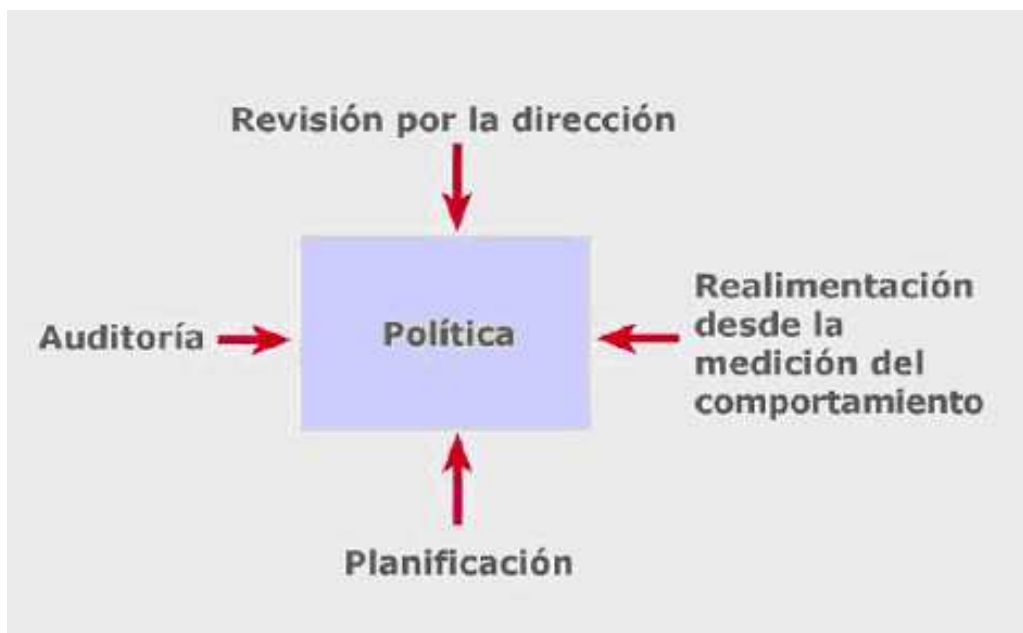 Revisión por la dirección
Auditoría
Política
Realimentación
desde la
medición del
comportamiento
Planificación